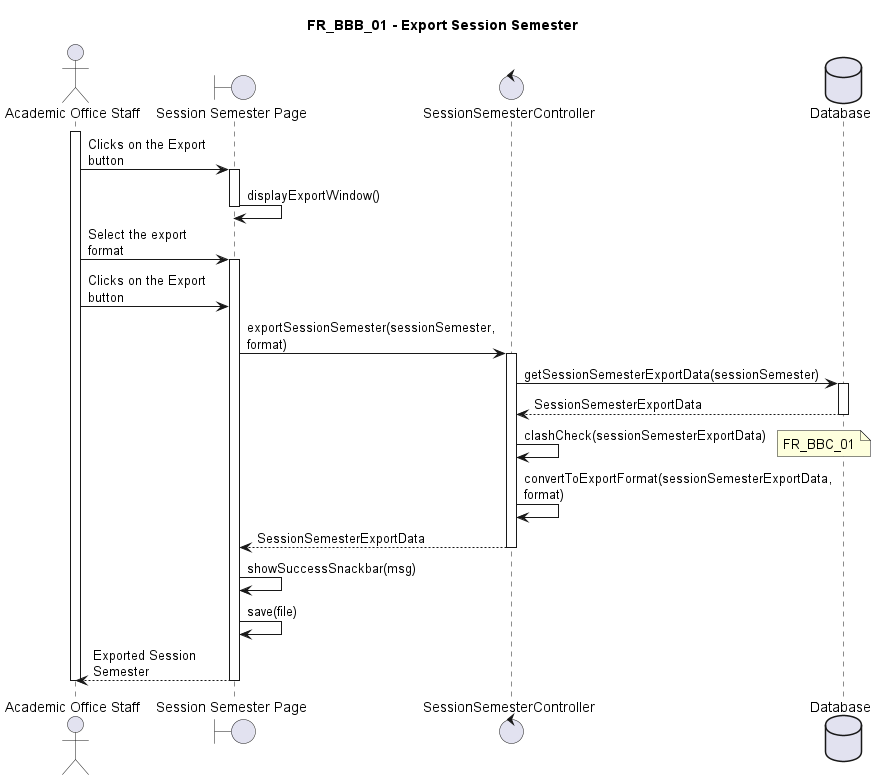 FR_BBB_01 - Export Session Semester
Academic Office Staff
Session Semester Page
SessionSemesterController
Database
Clicks on the Export
button
displayExportWindow()
Select the export
format
Clicks on the Export
button
exportSessionSemester(sessionSemester,
format)
getSessionSemesterExportData(sessionSemester)
SessionSemesterExportData
clashCheck(sessionSemesterExportData)
FR_BBC_01
convertToExportFormat(sessionSemesterExportData,
format)
SessionSemesterExportData
showSuccessSnackbar(msg)
save(file)
Exported Session
Semester
Academic Office Staff
Session Semester Page
SessionSemesterController
Database